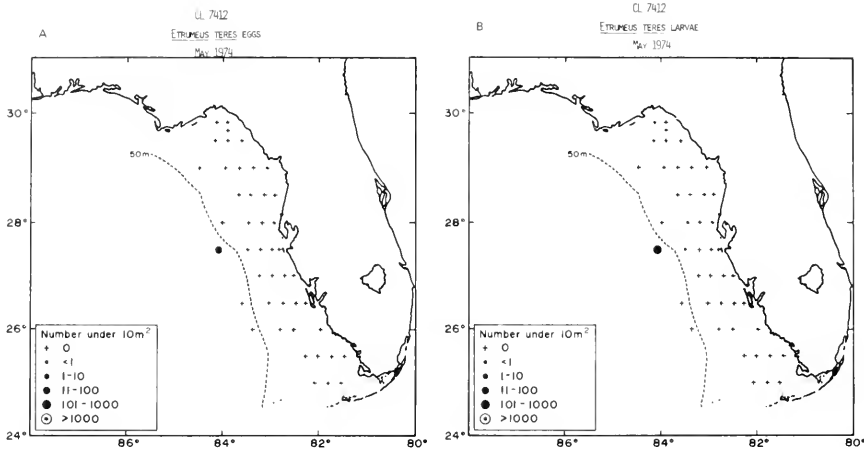 CL 7412
A
ETRUMEUS TERES EGGS
MAY 1974
30°
50m
28°
26°
Number under 10m²
+ 0
<1
1-10
11-100
101-1000
>1000
24°
86° 84° 82° 80°
CL 7412
B
ETRUMEUS TERES LARVAE
MAY 1974
30°
50m
28°
26°
Number under 10m²
+ 0
<1
1-10
11-100
101-1000
>1000
24°
86° 84° 82° 80°